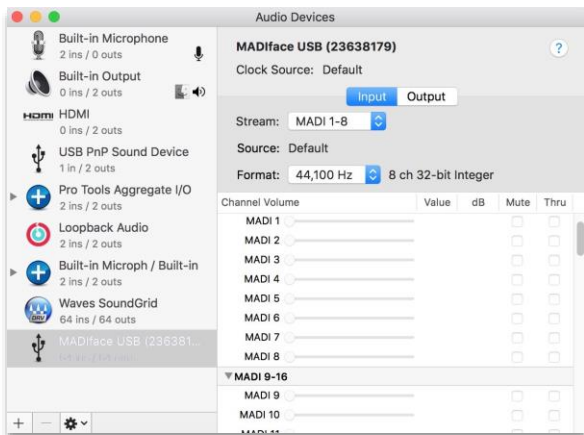 Audio Devices
Built-in Microphone
2 ins / 0 outs
Built-in Output
0 ins / 2 outs
HDMI HDMI
0 ins / 2 outs
USB PnP Sound Device
1 in / 2 outs
Pro Tools Aggregate I/O
2 ins / 2 outs
Loopback Audio
2 ins / 2 outs
Built-in Microph / Built-in
2 ins / 2 outs
DRV
Waves SoundGrid
64 ins / 64 outs
MADIface USB (236381...
MADIface USB (23638179)
?
Clock Source: Default
Input Output
Stream: MADI 1-8
Source: Default
Format: 44,100 Hz 8 ch 32-bit Integer
Channel Volume Value dB Mute Thru
MADI 1
MADI 2
MADI 3
MADI 4
MADI 5
MADI 6
MADI 7
MADI 8
MADI 9-16
MADI 9
MADI 10
MADI 11